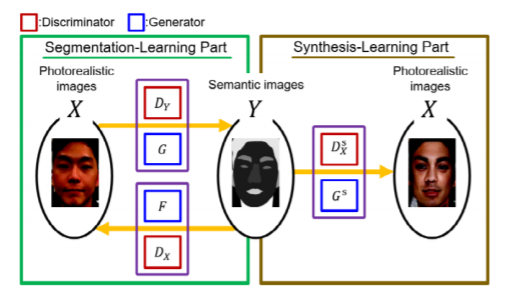 :Discriminator :Generator
Segmentation-Learning Part
Synthesis-Learning Part
Photorealistic
images
X
D_Y
G
F
D_X
Semantic images
Y
D_X^s
G^s
Photorealistic
images
X